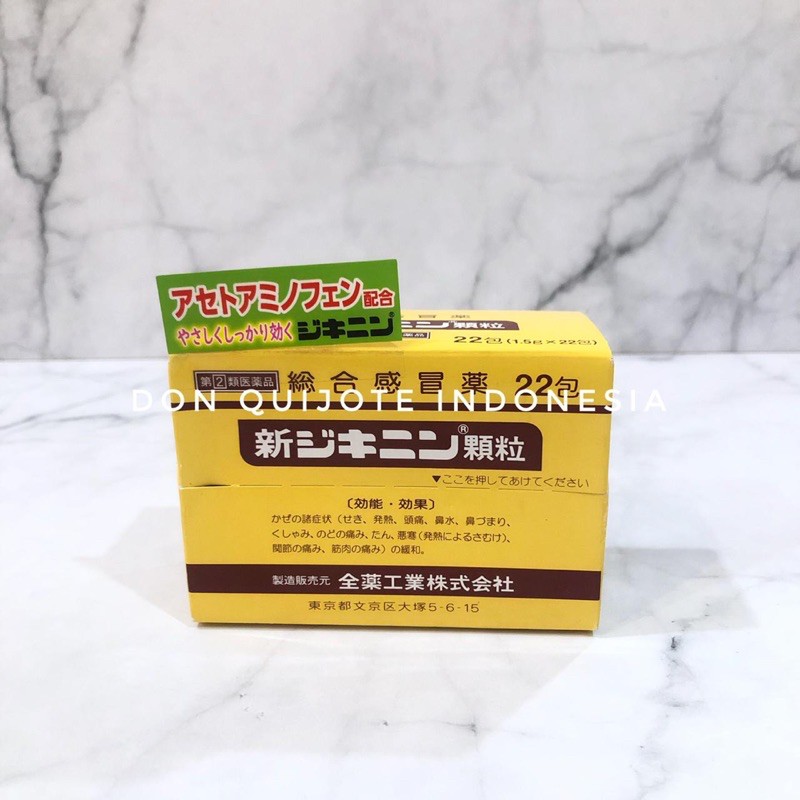 アセトアミノフェン配合
やさしくしっかり効く ジキニン®
ニン顆粒
22包(1.5g×22包)
指②類医薬品 総合感冒薬 22包
DON QUIJOTE INDONESIA
新ジキニン®顆粒
▼ここを押してあけてください
〔効能・効果〕
かぜの諸症状(せき、発熱、頭痛、鼻水、鼻づまり、
くしゃみ、のどの痛み、たん、悪寒(発熱によるさむけ)、
関節の痛み、筋肉の痛み)の緩和。
製造販売元 全薬工業株式会社
東京都文京区大塚5-6-15